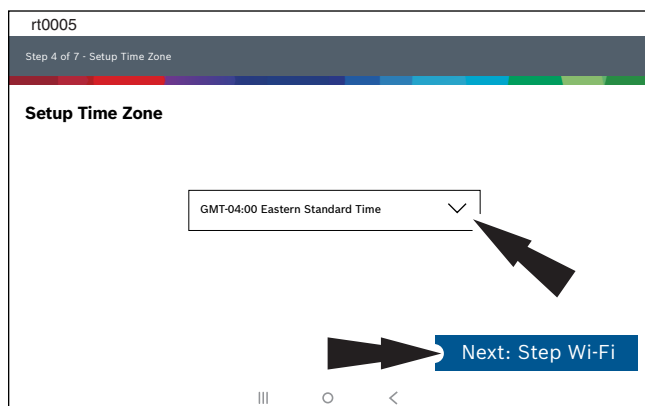 rt0005
Step 4 of 7 - Setup Time Zone
Setup Time Zone
GMT-04:00 Eastern Standard Time
Next: Step Wi-Fi